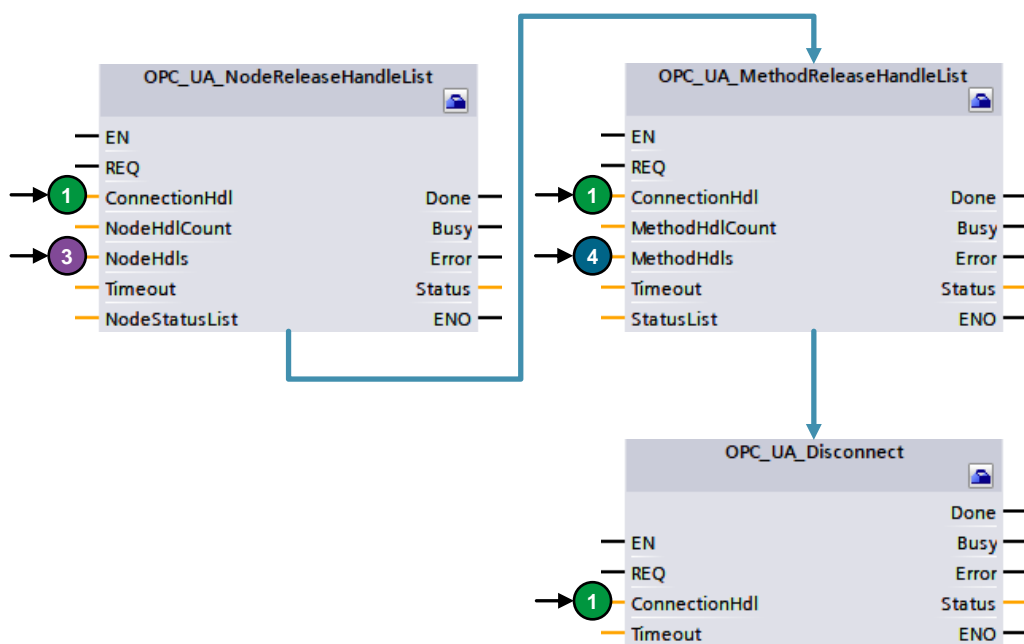 OPC_UA_NodeReleaseHandleList
EN
REQ
1 ConnectionHdl Done
NodeHdlCount Busy
3 NodeHdls Error
Timeout Status
NodeStatusList ENO
OPC_UA_MethodReleaseHandleList
EN
REQ
1 ConnectionHdl Done
MethodHdlCount Busy
4 MethodHdls Error
Timeout Status
StatusList ENO
OPC_UA_Disconnect
Done
EN Busy
REQ Error
1 ConnectionHdl Status
Timeout ENO